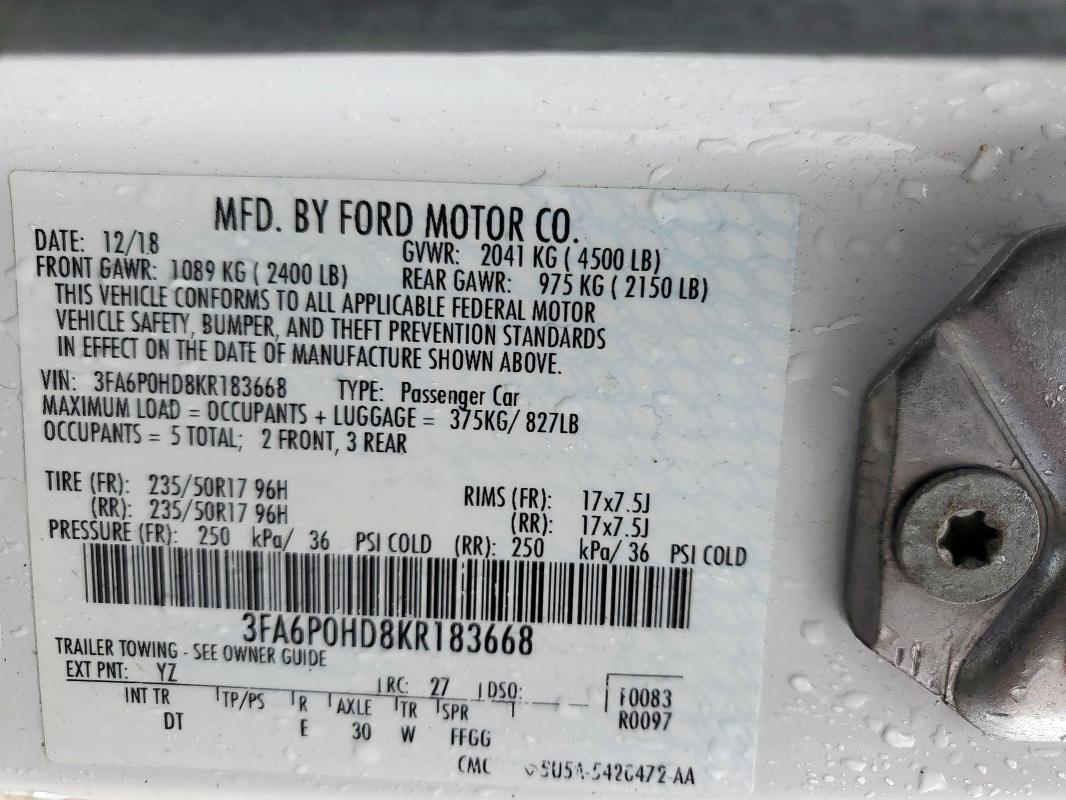 MFD. BY FORD MOTOR CO.
DATE: 12/18 GVWR: 2041 KG ( 4500 LB)
FRONT GAWR: 1089 KG ( 2400 LB) REAR GAWR: 975 KG ( 2150 LB)
THIS VEHICLE CONFORMS TO ALL APPLICABLE FEDERAL MOTOR
VEHICLE SAFETY, BUMPER, AND THEFT PREVENTION STANDARDS
IN EFFECT ON THE DATE OF MANUFACTURE SHOWN ABOVE.
VIN: 3FA6P0HD8KR183668 TYPE: Passenger Car
MAXIMUM LOAD = OCCUPANTS + LUGGAGE = 375KG/ 827LB
OCCUPANTS = 5 TOTAL; 2 FRONT, 3 REAR
TIRE (FR): 235/50R17 96H RIMS (FR): 17x7.5J
(RR): 235/50R17 96H (RR): 17x7.5J
PRESSURE (FR): 250 kPa/ 36 PSI COLD (RR): 250 kPa/ 36 PSI COLD
3FA6P0HD8KR183668
TRAILER TOWING - SEE OWNER GUIDE
EXT PNT: YZ RC: 27 DSO: F0083
INT TR TP/PS R AXLE TR SPR R0097
DT E 30 W FFGG
CMC